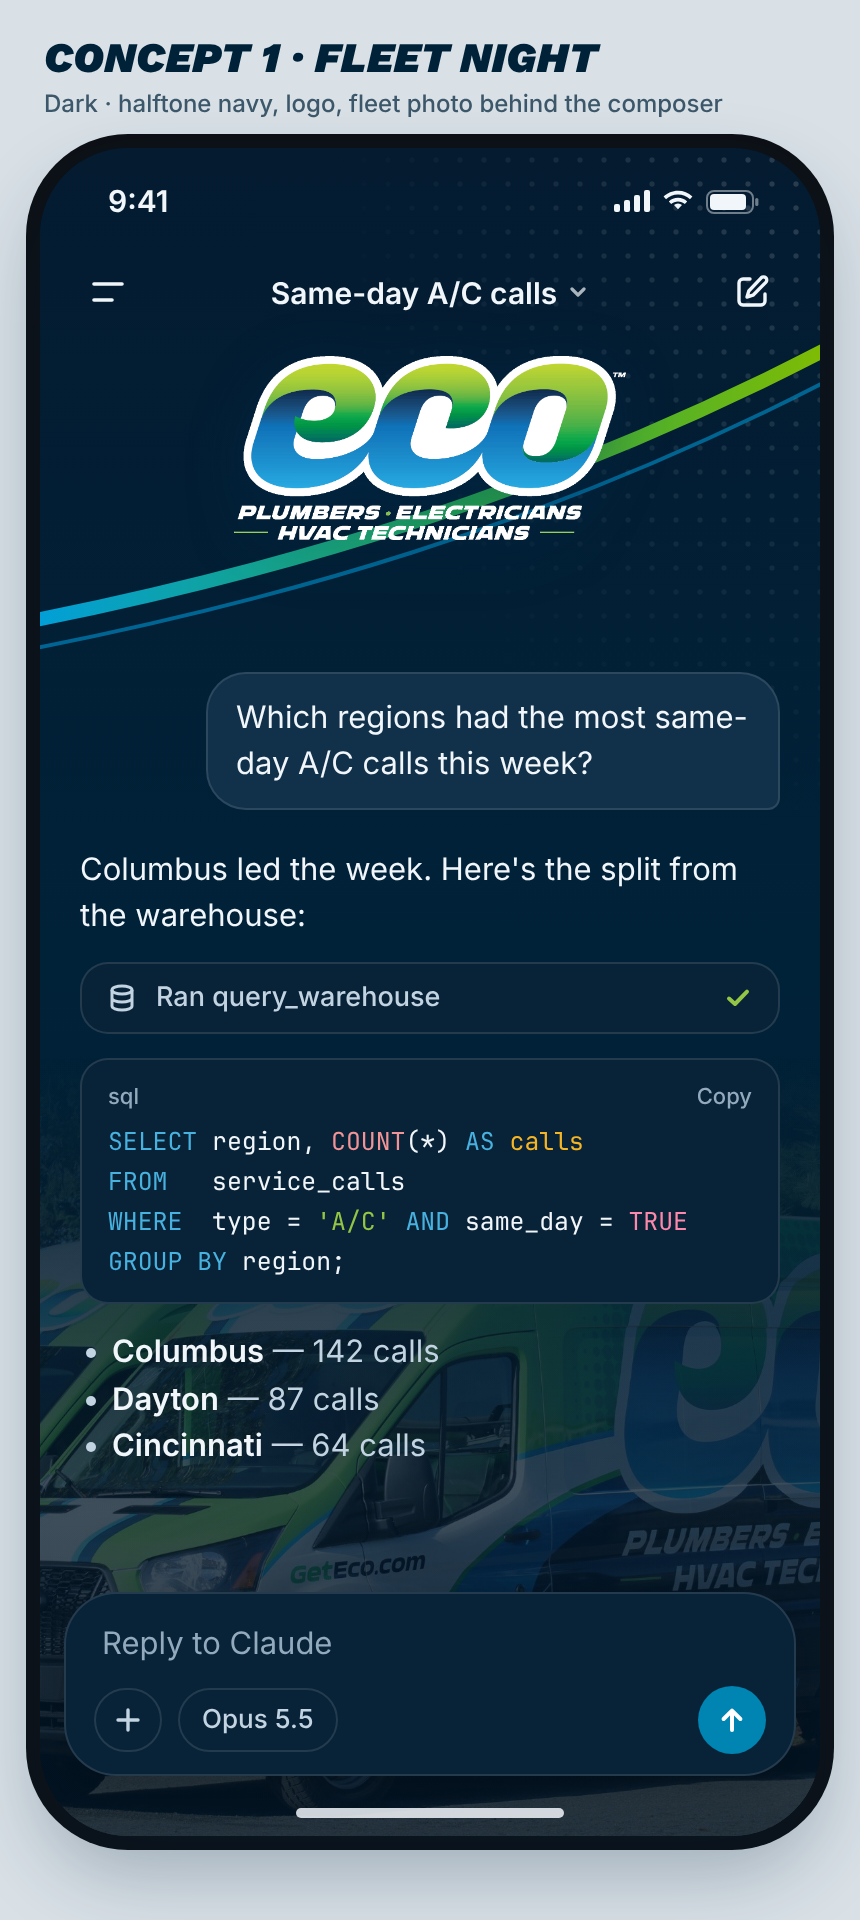 CONCEPT 1 · FLEET NIGHT
Dark · halftone navy, logo, fleet photo behind the composer
9:41
Same-day A/C calls
eco™
PLUMBERS · ELECTRICIANS
HVAC TECHNICIANS
Which regions had the most same-
day A/C calls this week?
Columbus led the week. Here's the split from
the warehouse:
Ran query_warehouse
sql
Copy
SELECT region, COUNT(*) AS calls
FROM   service_calls
WHERE  type = 'A/C' AND same_day = TRUE
GROUP BY region;
• Columbus — 142 calls
• Dayton — 87 calls
• Cincinnati — 64 calls
PLUMBERS · E
HVAC TEC
GetEco.com
Reply to Claude
Opus 5.5